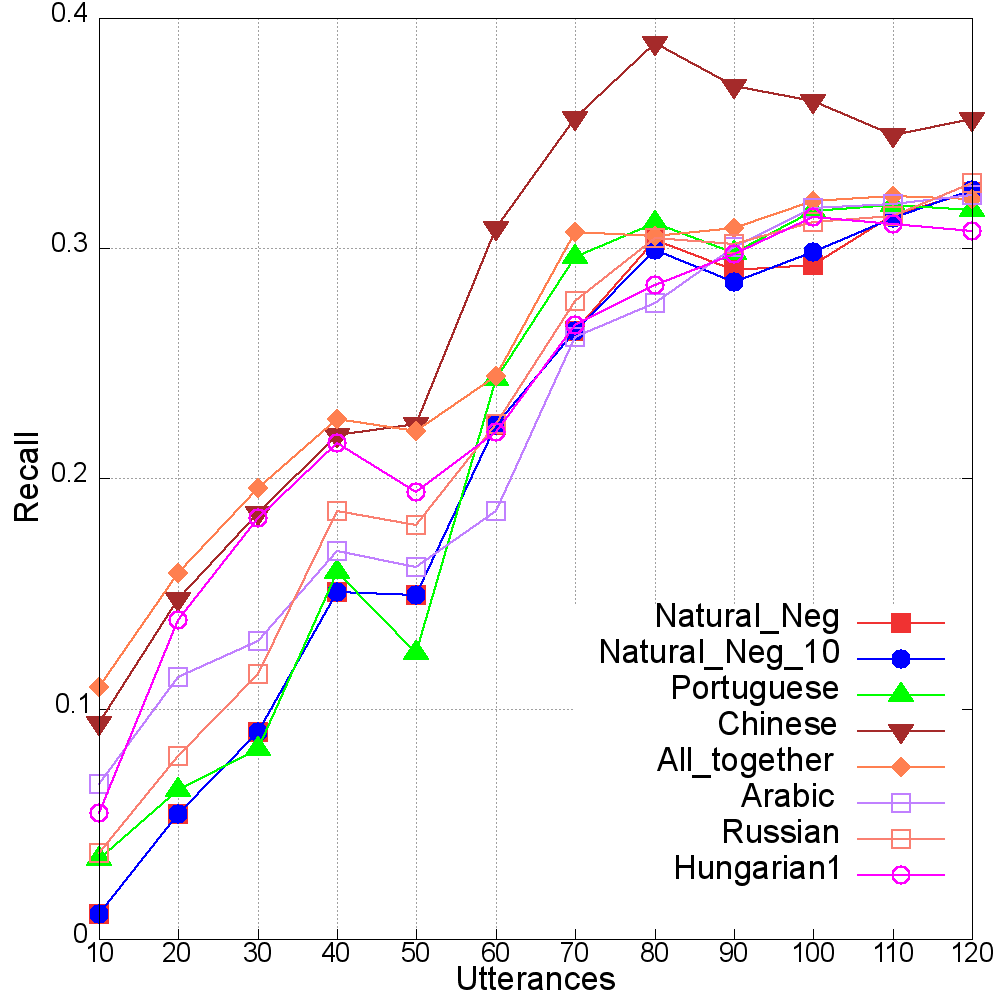 0.4
0.3
0.2
0.1
0
Recall
10 20 30 40 50 60 70 80 90 100 110 120
Utterances
Natural_Neg
Natural_Neg_10
Portuguese
Chinese
All_together
Arabic
Russian
Hungarian1